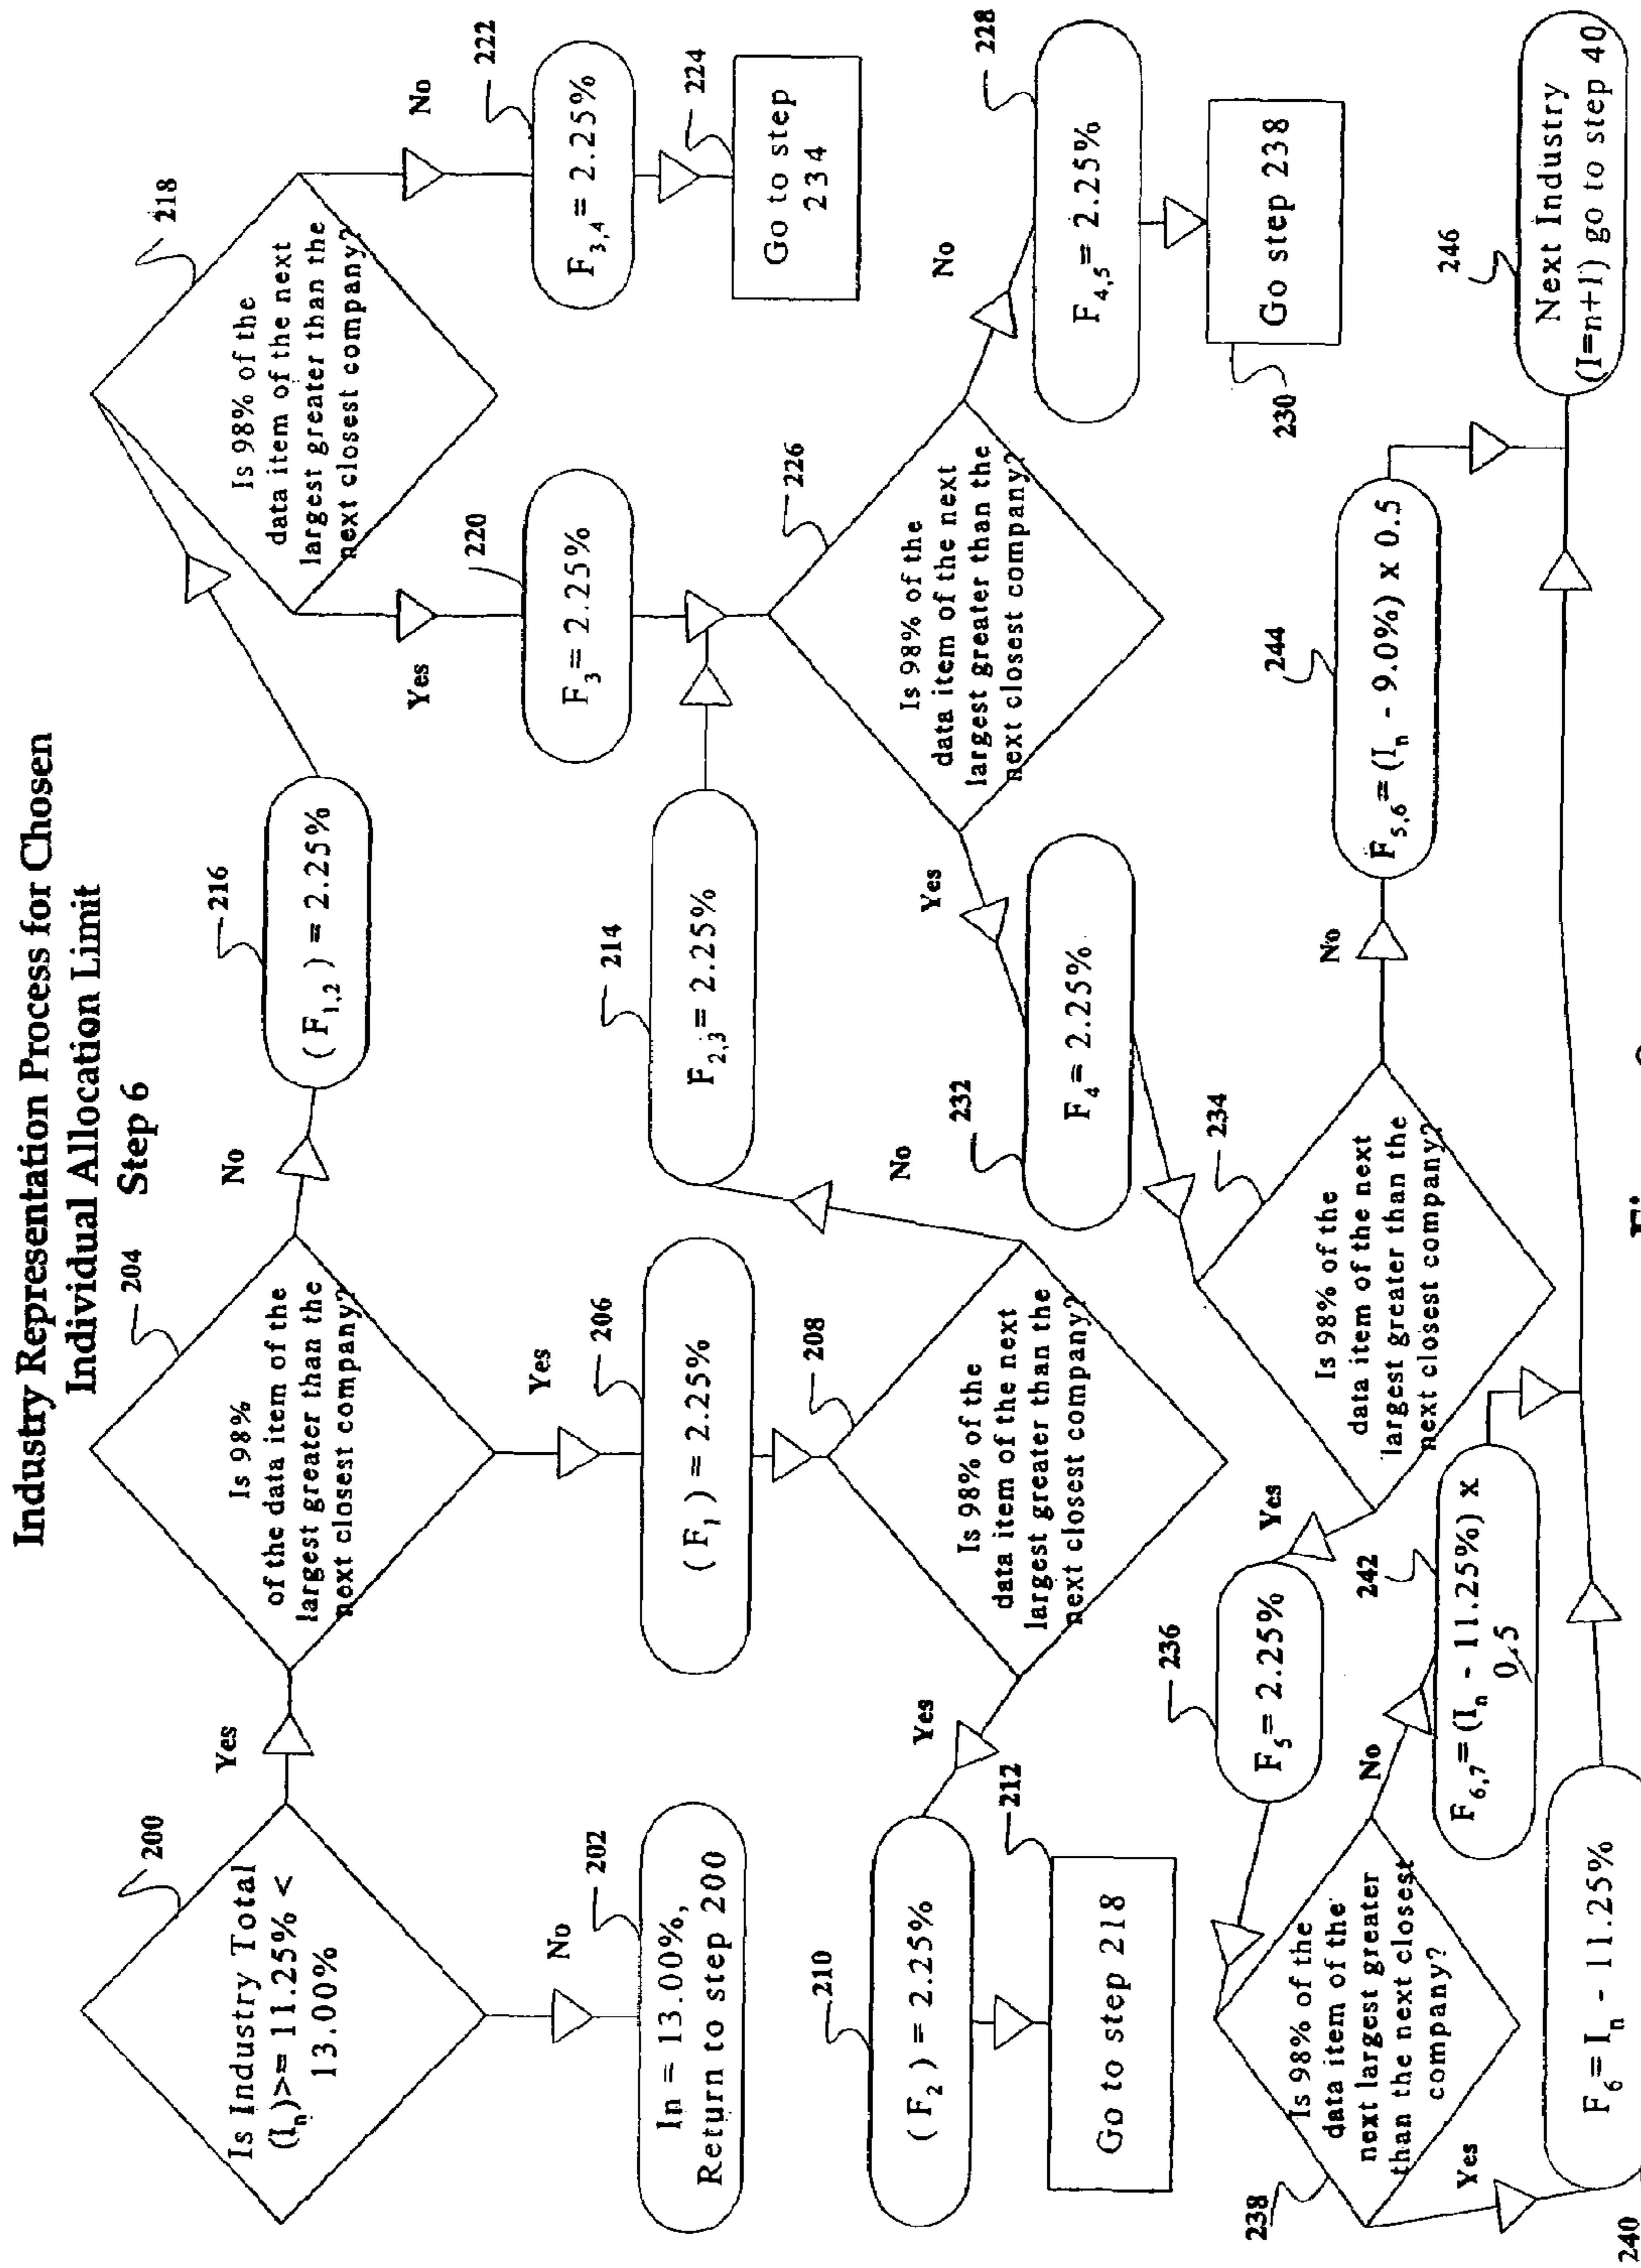 Industry Representation Process for Chosen
Individual Allocation Limit
Step 6
200
Is Industry Total
(Iₙ)>= 11.25% <
13.00%
Yes
No
202
In = 13.00%,
Return to step 200
204
Is 98%
of the data item of the
largest greater than the
next closest company?
No
Yes
216
(F₁,₂) = 2.25%
218
Is 98% of the
data item of the next
largest greater than the
next closest company?
No
222
F₃,₄ = 2.25%
224
Go to step
234
Yes
220
F₃ = 2.25%
206
(F₁) = 2.25%
208
Is 98% of the
data item of the next
largest greater than the
next closest company?
No
214
F₂,₃ = 2.25%
Yes
210
(F₂) = 2.25%
212
Go to step 218
226
Is 98% of the
data item of the next
largest greater than the
next closest company?
No
228
F₄,₅ = 2.25%
230
Go step 238
Yes
232
F₄ = 2.25%
234
Is 98% of the
data item of the next
largest greater than the
next closest company?
No
244
F₅,₆ = (Iₙ - 9.0%) x 0.5
246
Next Industry
(I=n+1) go to step 40
Yes
236
F₅ = 2.25%
238
Is 98% of the
data item of the
next largest greater
than the next closest
company?
No
242
F₆,₇ = (Iₙ - 11.25%) x
0.5
Yes
240
F₆ = Iₙ - 11.25%